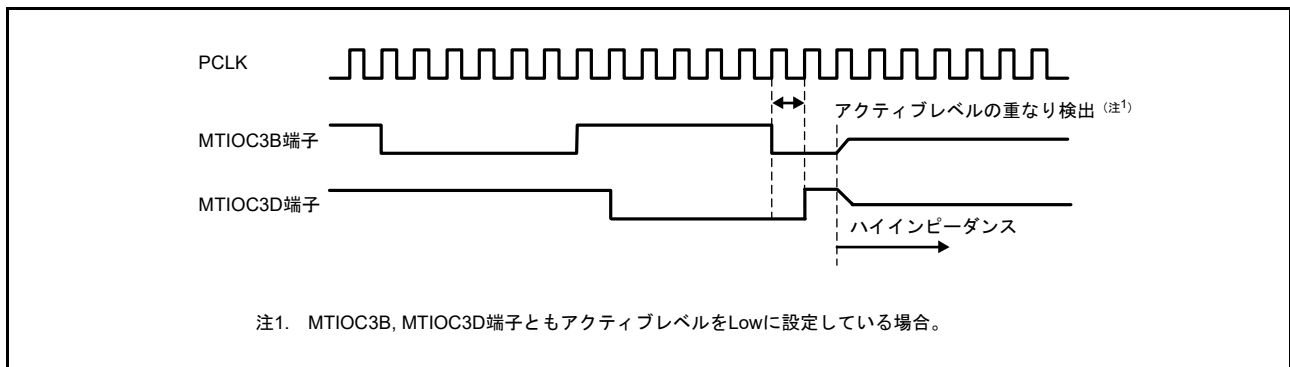 PCLK
アクティブレベルの重なり検出（注1）
MTIOC3B端子
MTIOC3D端子
ハイインピーダンス
注1. MTIOC3B, MTIOC3D端子ともアクティブレベルをLowに設定している場合。